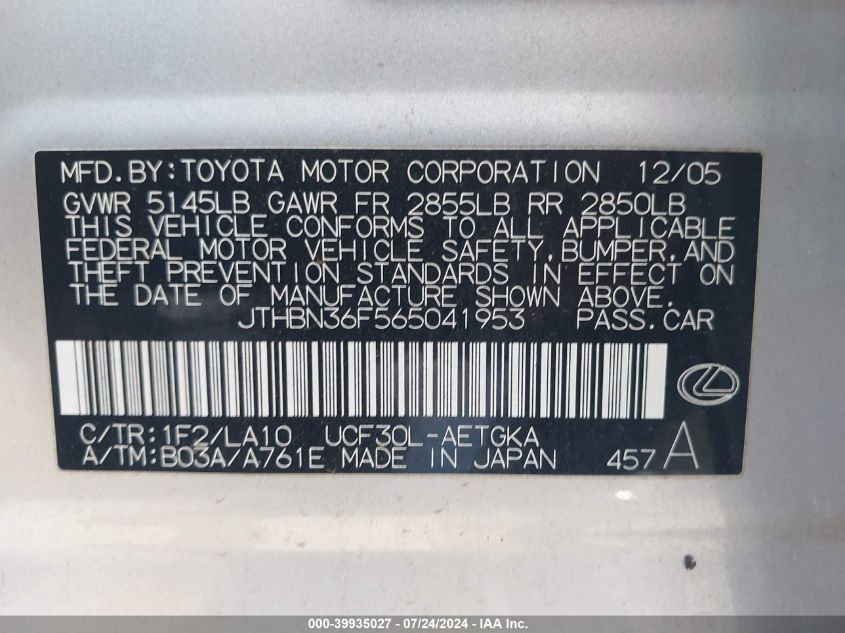 MFD.BY:TOYOTA MOTOR CORPORATION 12/05
GVWR 5145LB GAWR FR 2855LB RR 2850LB
THIS VEHICLE CONFORMS TO ALL APPLICABLE
FEDERAL MOTOR VEHICLE SAFETY,BUMPER,AND
THEFT PREVENTION STANDARDS IN EFFECT ON
THE DATE OF MANUFACTURE SHOWN ABOVE.
JTHBN36F565041953 PASS.CAR
C/TR:1F2/LA10 UCF30L-AETGKA
A/TM:B03A/A761E MADE IN JAPAN 457A
000-39935027 - 07/24/2024 - © IAA Inc.